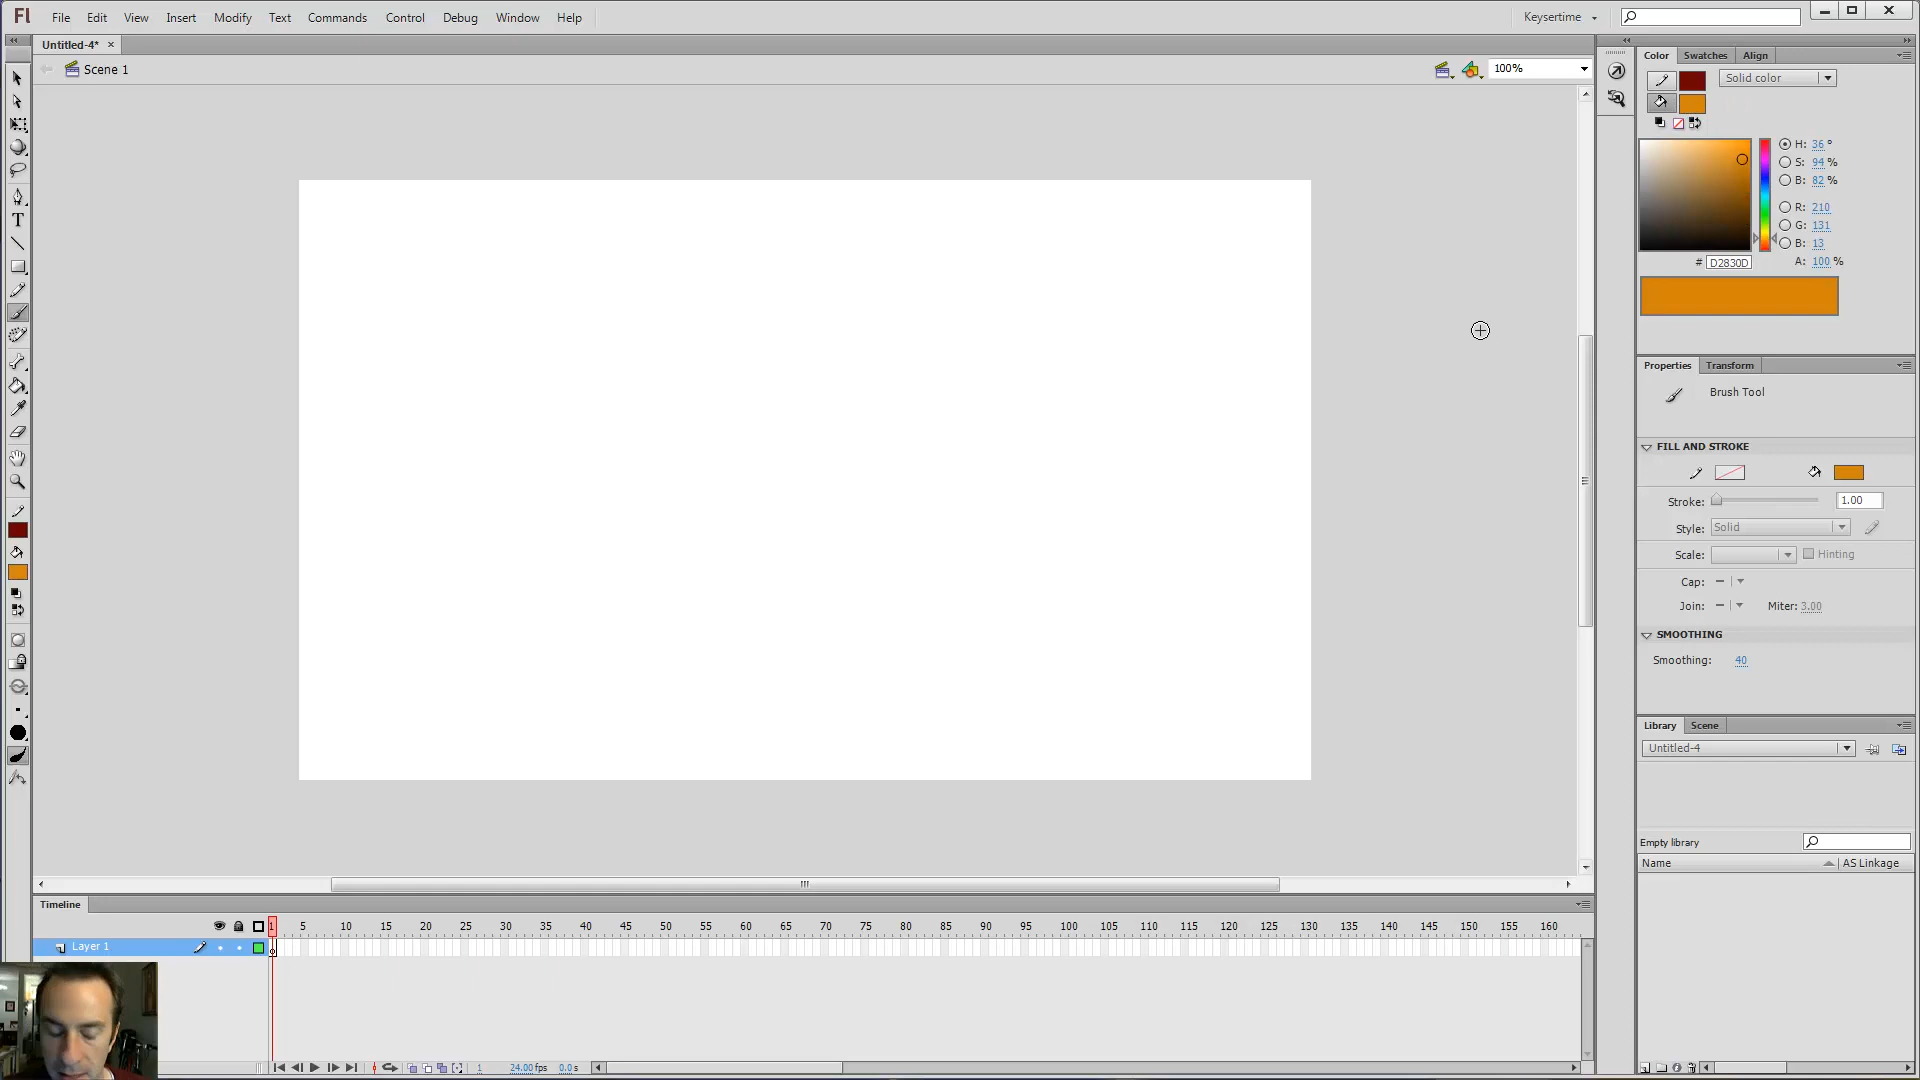 Fl File Edit View Insert Modify Text Commands Control Debug Window Help Keysertime
Untitled-4* ×
Scene 1 100%
Color Swatches Align
Solid color
H: 36 °
S: 94 %
B: 82 %
R: 210
G: 131
B: 13
# D2830D A: 100 %
Properties Transform
Brush Tool
FILL AND STROKE
Stroke: 1.00
Style: Solid
Scale: Hinting
Cap:
Join: Miter: 3.00
SMOOTHING
Smoothing: 40
Library Scene
Untitled-4
Empty library
Name AS Linkage
Timeline
1 5 10 15 20 25 30 35 40 45 50 55 60 65 70 75 80 85 90 95 100 105 110 115 120 125 130 135 140 145 150 155 160
Layer 1
1 24.00fps 0.0s